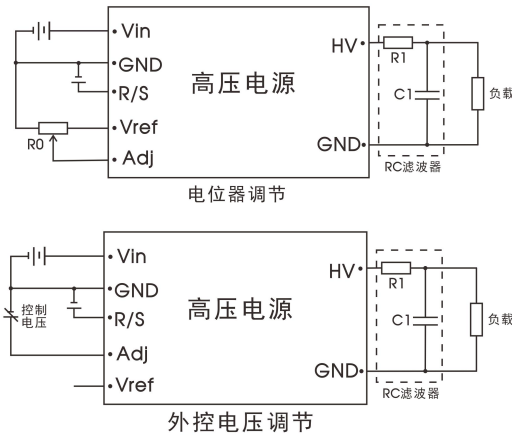 Vin
GND
R/S
Vref
Adj
R0
高压电源
HV
GND
R1
C1
负载
RC滤波器
电位器调节
Vin
GND
R/S
Adj
Vref
控制
电压
高压电源
HV
GND
R1
C1
负载
RC滤波器
外控电压调节